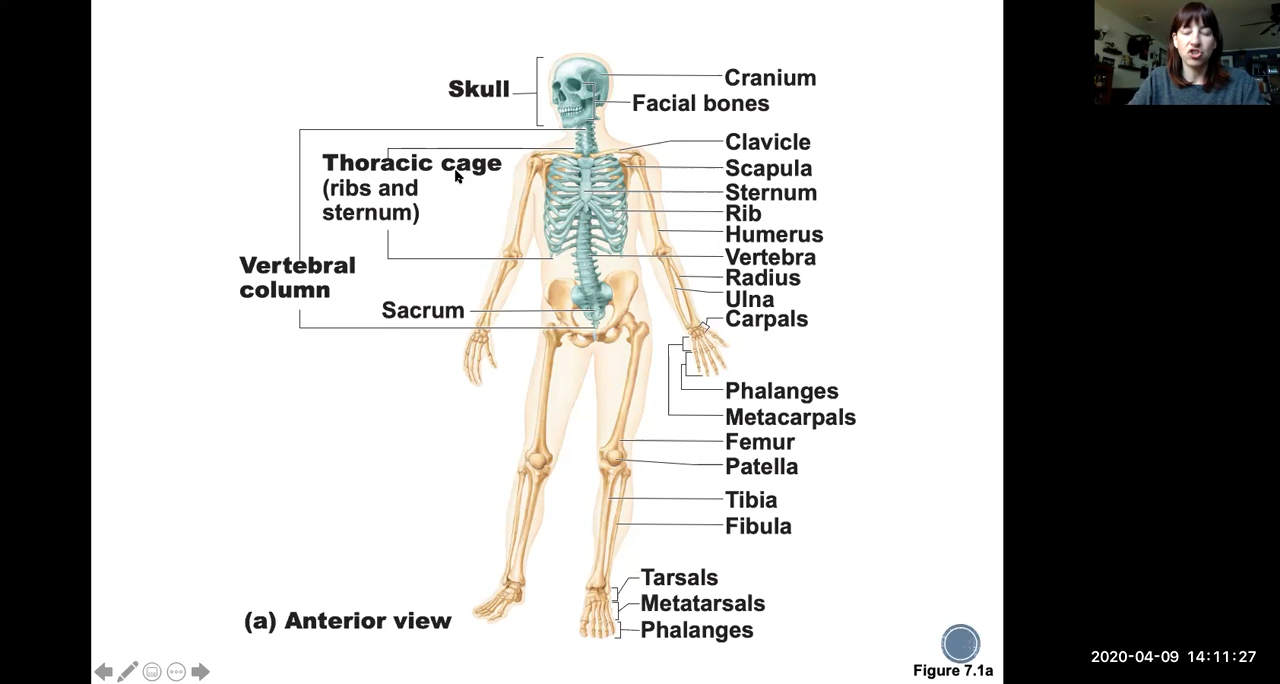 Skull
Cranium
Facial bones
Clavicle
Thoracic cage
(ribs and
sternum)
Scapula
Sternum
Rib
Humerus
Vertebra
Vertebral
column
Radius
Ulna
Sacrum
Carpals
Phalanges
Metacarpals
Femur
Patella
Tibia
Fibula
Tarsals
Metatarsals
Phalanges
(a) Anterior view
Figure 7.1a
2020-04-09 14:11:27